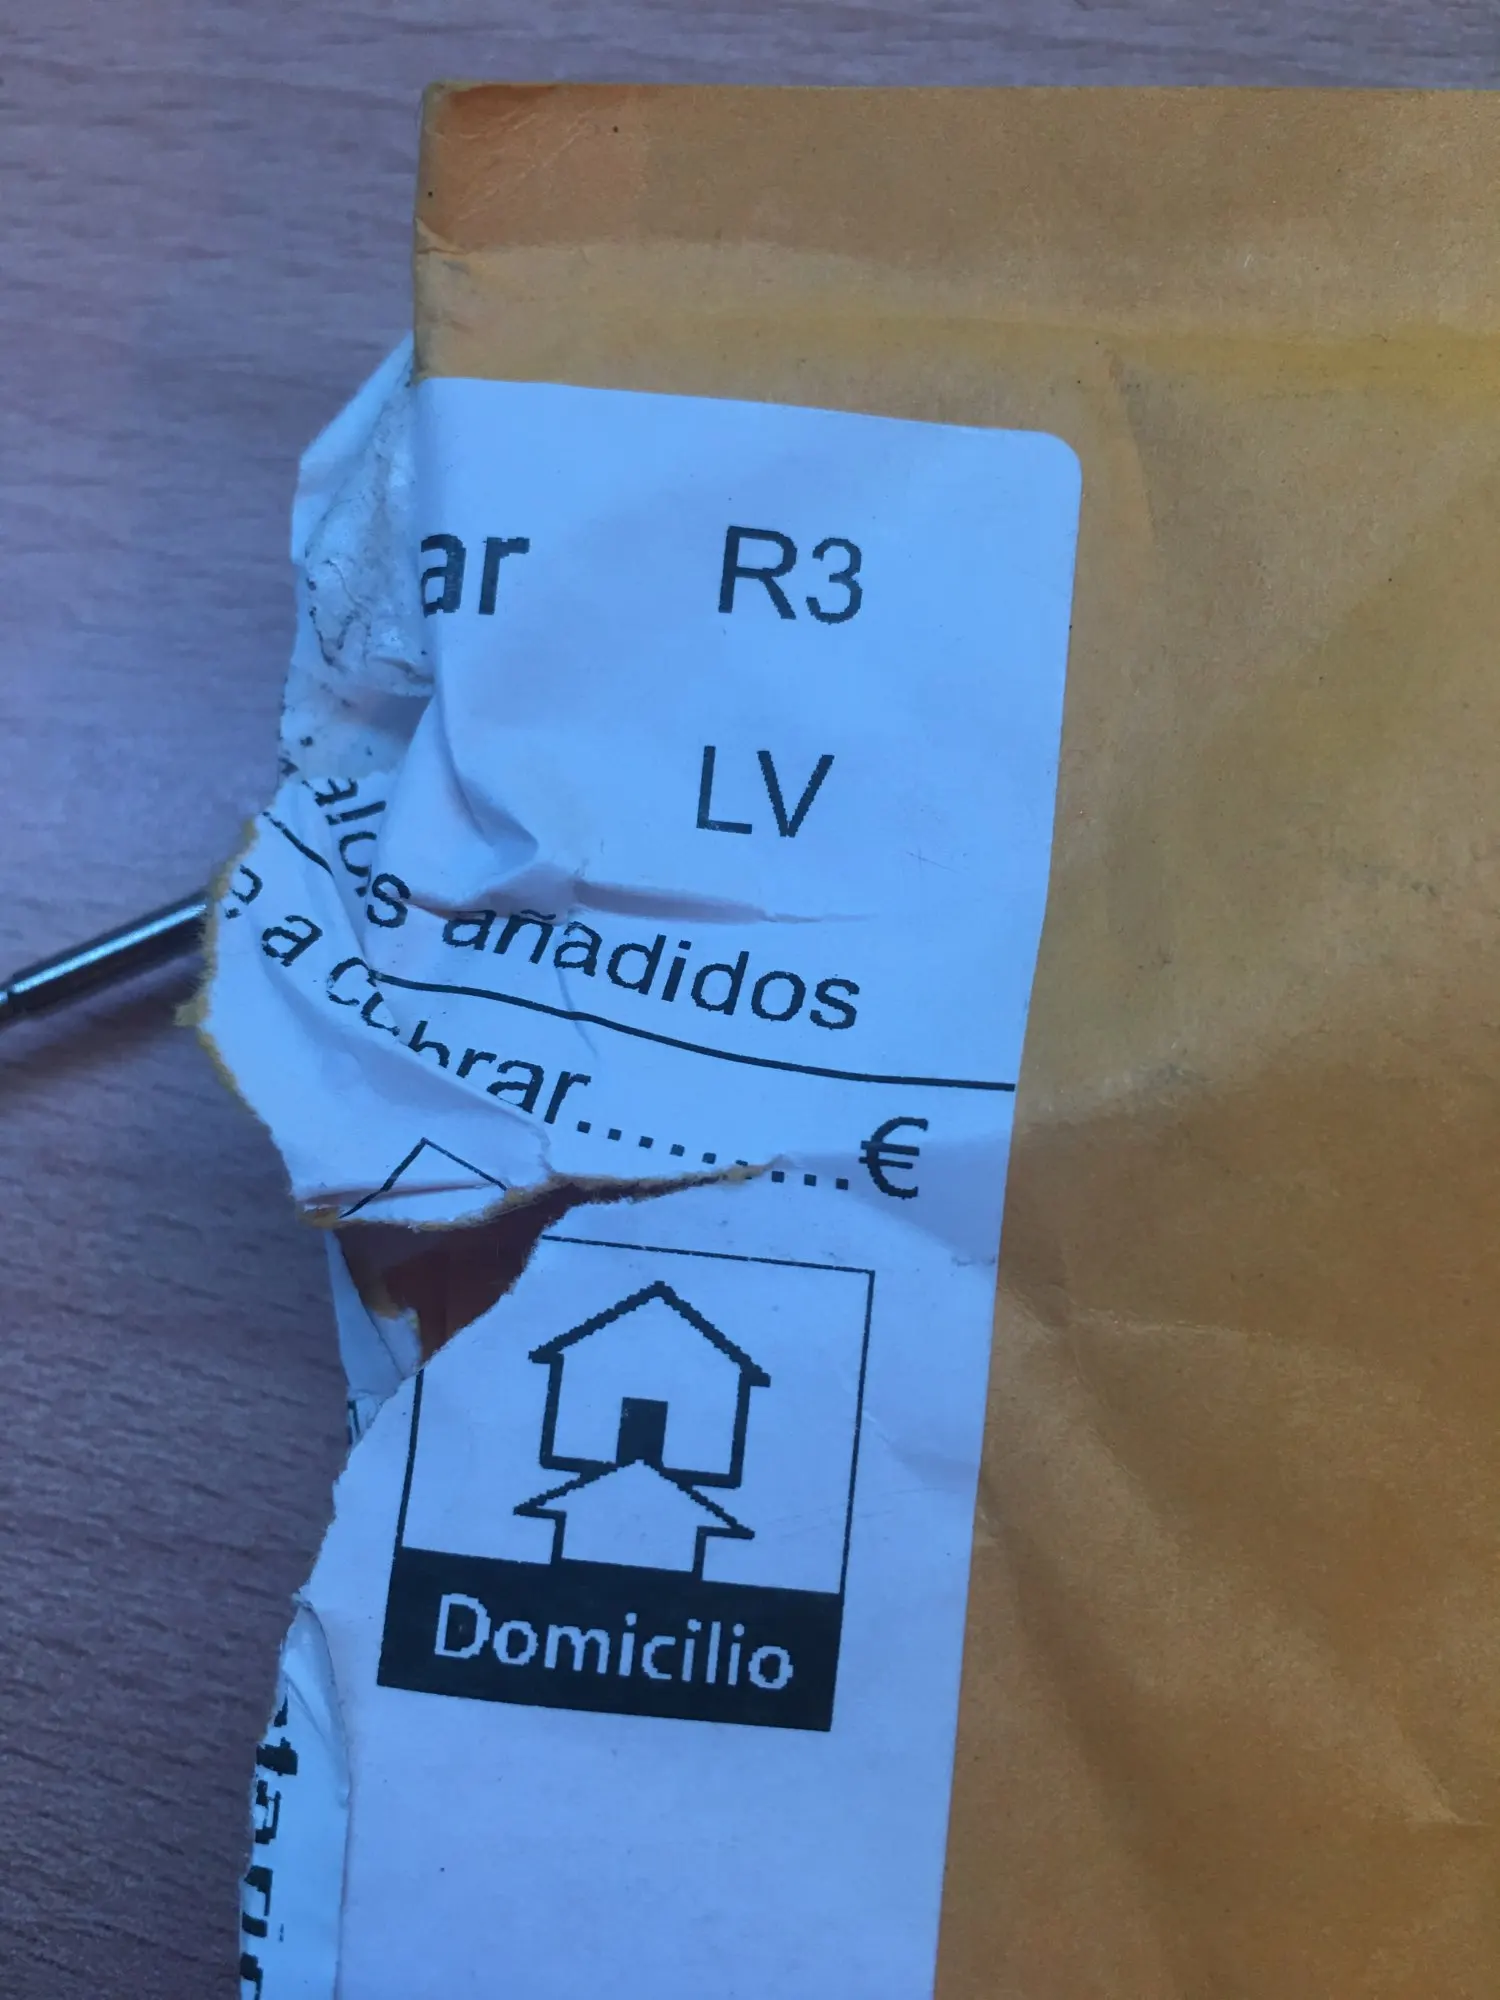 ar R3
LV
alos añadidos
e a cobrar..........€
Domicilio